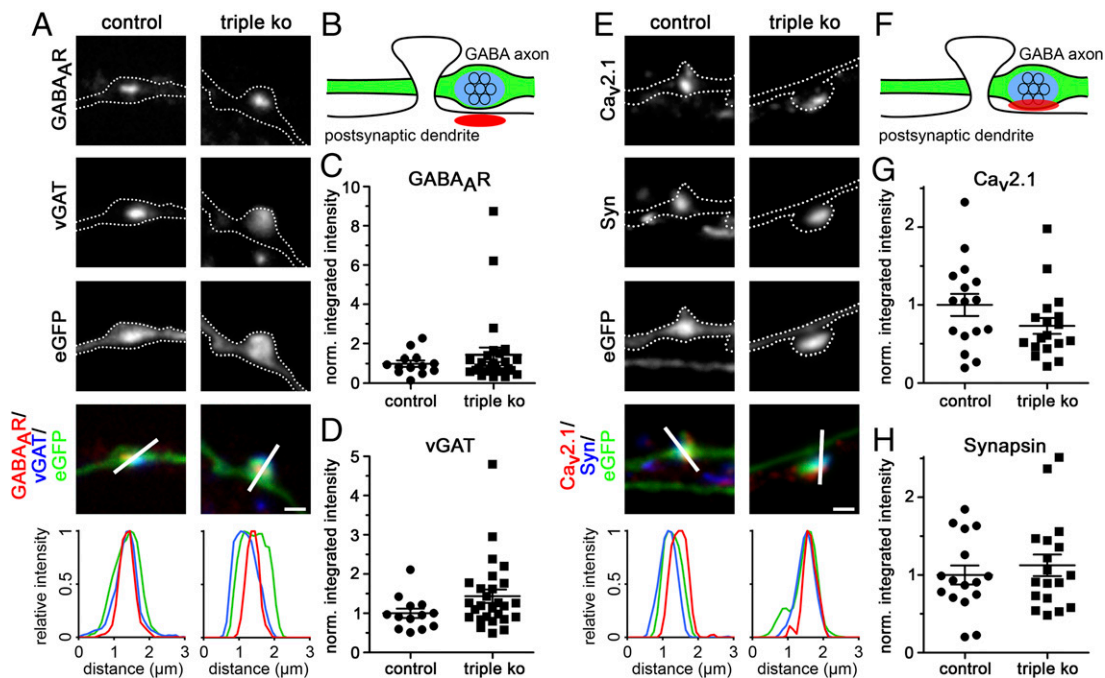 A
control
triple ko
GABAAR
vGAT
eGFP
GABAAR/
vGAT/
eGFP
relative intensity
1
0.5
0
0 1 2 3
0 1 2 3
distance (µm)
distance (µm)
B
GABA axon
postsynaptic dendrite
C
GABAAR
norm. integrated intensity
10
8
6
4
2
0
control
triple ko
D
vGAT
norm. integrated intensity
5
4
3
2
1
0
control
triple ko
E
control
triple ko
Cav2.1
Syn
eGFP
Cav2.1/
Syn/
eGFP
relative intensity
1
0.5
0
0 1 2 3
0 1 2 3
distance (µm)
distance (µm)
F
GABA axon
postsynaptic dendrite
G
Cav2.1
norm. integrated intensity
2
1
0
control
triple ko
H
Synapsin
norm. integrated intensity
2
1
0
control
triple ko